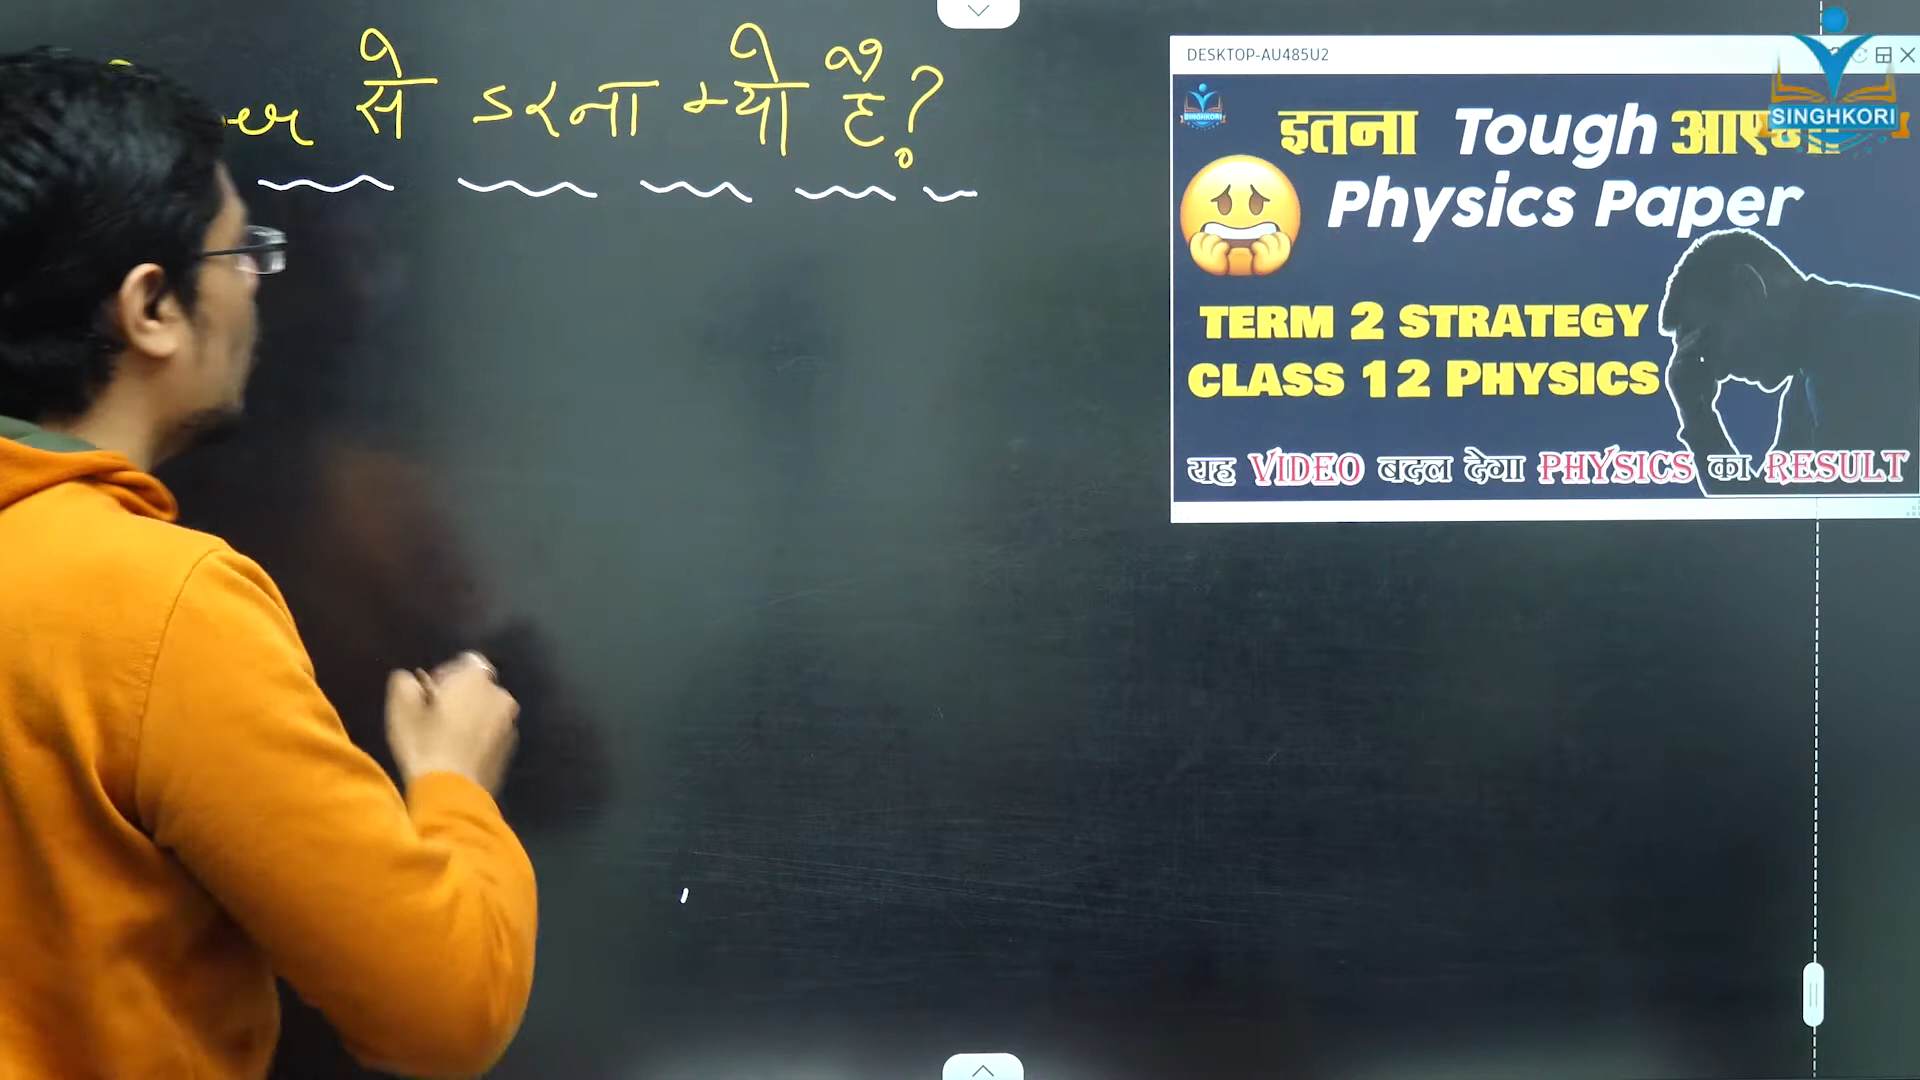 से डरना क्यो है?
DESKTOP-AU485U2
SINGHKORI
SINGHKORI
इतना Tough
Physics Paper
TERM 2 STRATEGY
CLASS 12 PHYSICS
यह VIDEO बदल देगा PHYSICS का RESULT